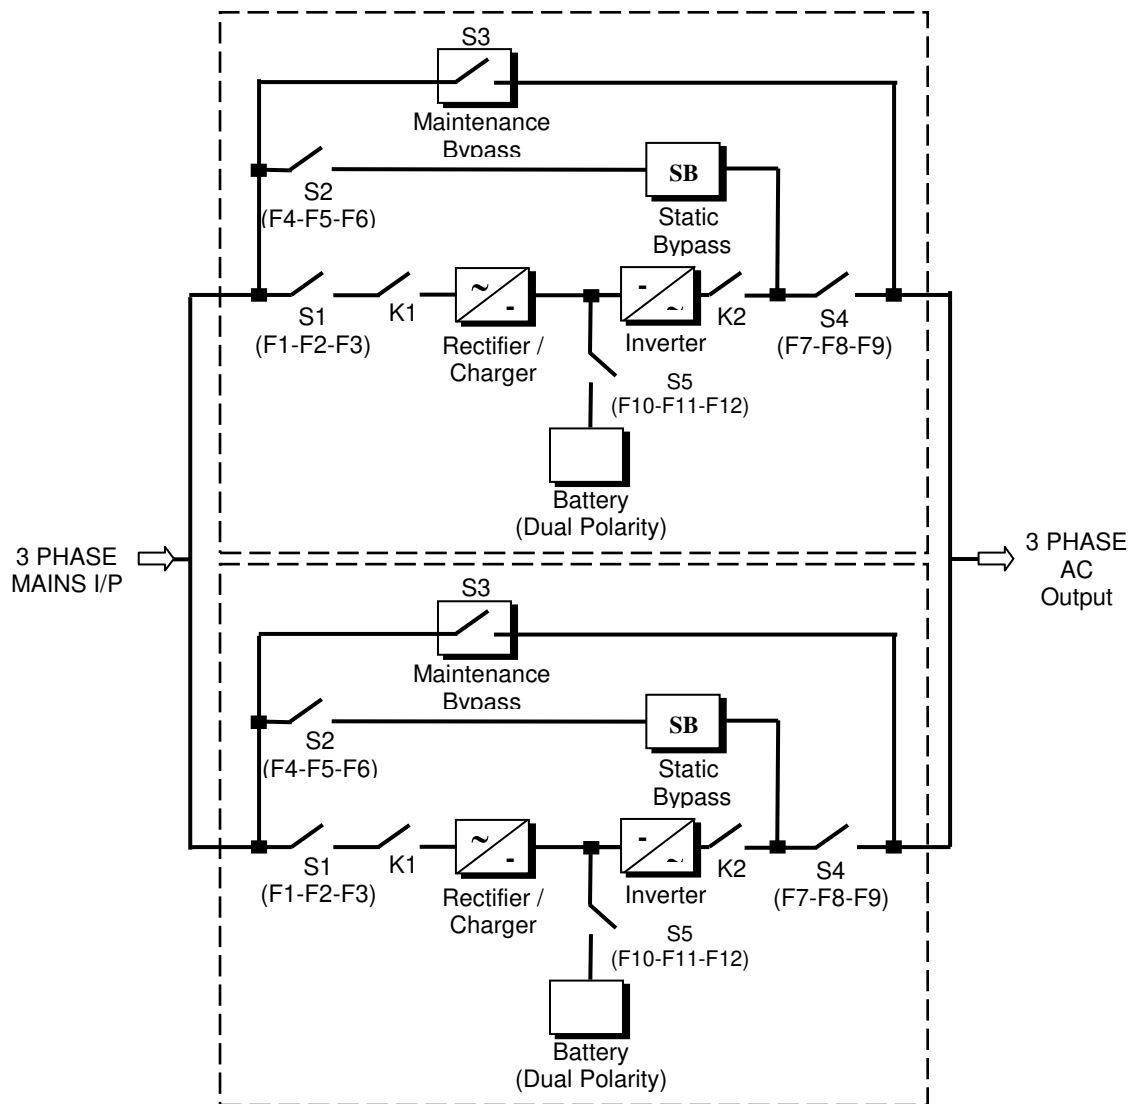 S3
Maintenance
Bypass
S2
(F4-F5-F6)
SB
Static
Bypass
S1
(F1-F2-F3)
K1
~
-
Rectifier /
Charger
-
~
Inverter
K2
S4
(F7-F8-F9)
S5
(F10-F11-F12)
Battery
(Dual Polarity)
3 PHASE
MAINS I/P
3 PHASE
AC
Output
S3
Maintenance
Bypass
S2
(F4-F5-F6)
SB
Static
Bypass
S1
(F1-F2-F3)
K1
~
-
Rectifier /
Charger
-
~
Inverter
K2
S4
(F7-F8-F9)
S5
(F10-F11-F12)
Battery
(Dual Polarity)